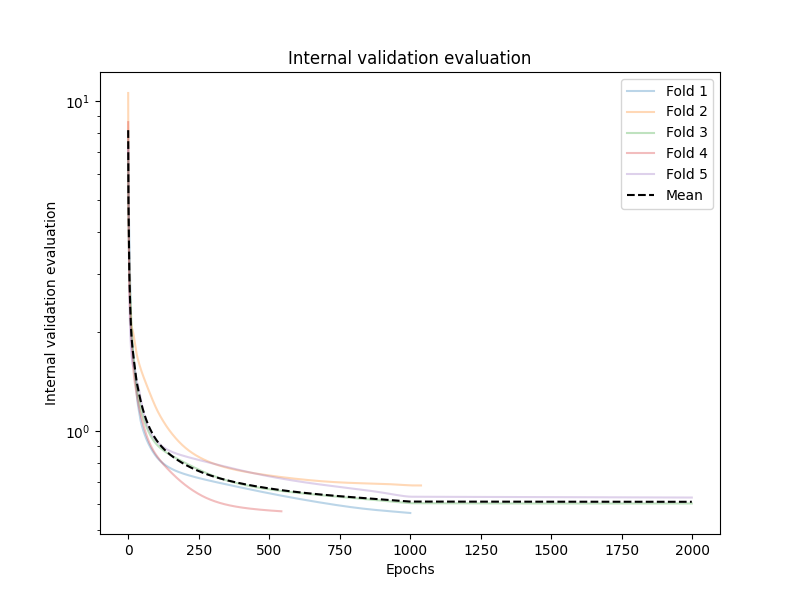 Internal validation evaluation
Internal validation evaluation
10¹
10⁰
Fold 1
Fold 2
Fold 3
Fold 4
Fold 5
Mean
0 250 500 750 1000 1250 1500 1750 2000
Epochs